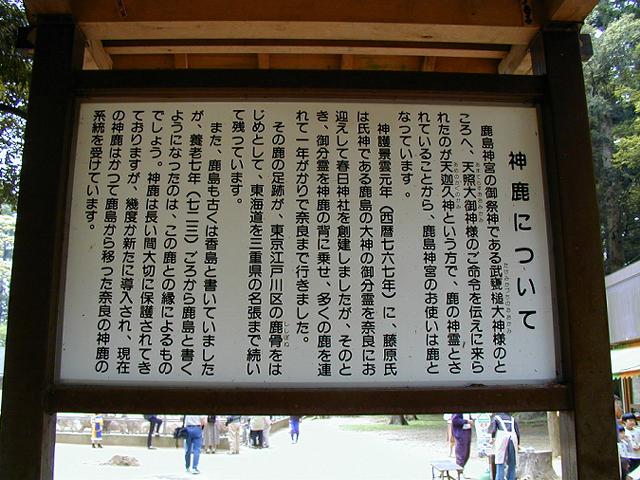 神鹿について
鹿島神宮の御祭神である武甕槌大神様のと
ころへ、天照大御神様のご命令を伝えに来ら
れたのが天迦久神という方で、鹿の神霊とさ
れていることから、鹿島神宮のお使いは鹿と
なっています。
神護景雲元年（西暦七六七年）に、藤原氏
は氏神である鹿島の大神の御分霊を奈良にお
迎えして春日神社を創建しましたが、そのと
き、御分霊を神鹿の背に乗せ、多くの鹿を連
れて一年がかりで奈良まで行きました。
その鹿の足跡が、東京江戸川区の鹿骨をは
じめとして、東海道を三重県の名張まで続い
て残っています。
また、鹿島も古くは香島と書いていました
が、養老七年（七二三）ごろから鹿島と書く
ようになったのは、この鹿との縁によるもの
でしょう。神鹿は長い間大切に保護されてき
ておりますが、幾度か新たに導入され、現在
の神鹿はかつて鹿島から移った奈良の神鹿の
系統を受けています。